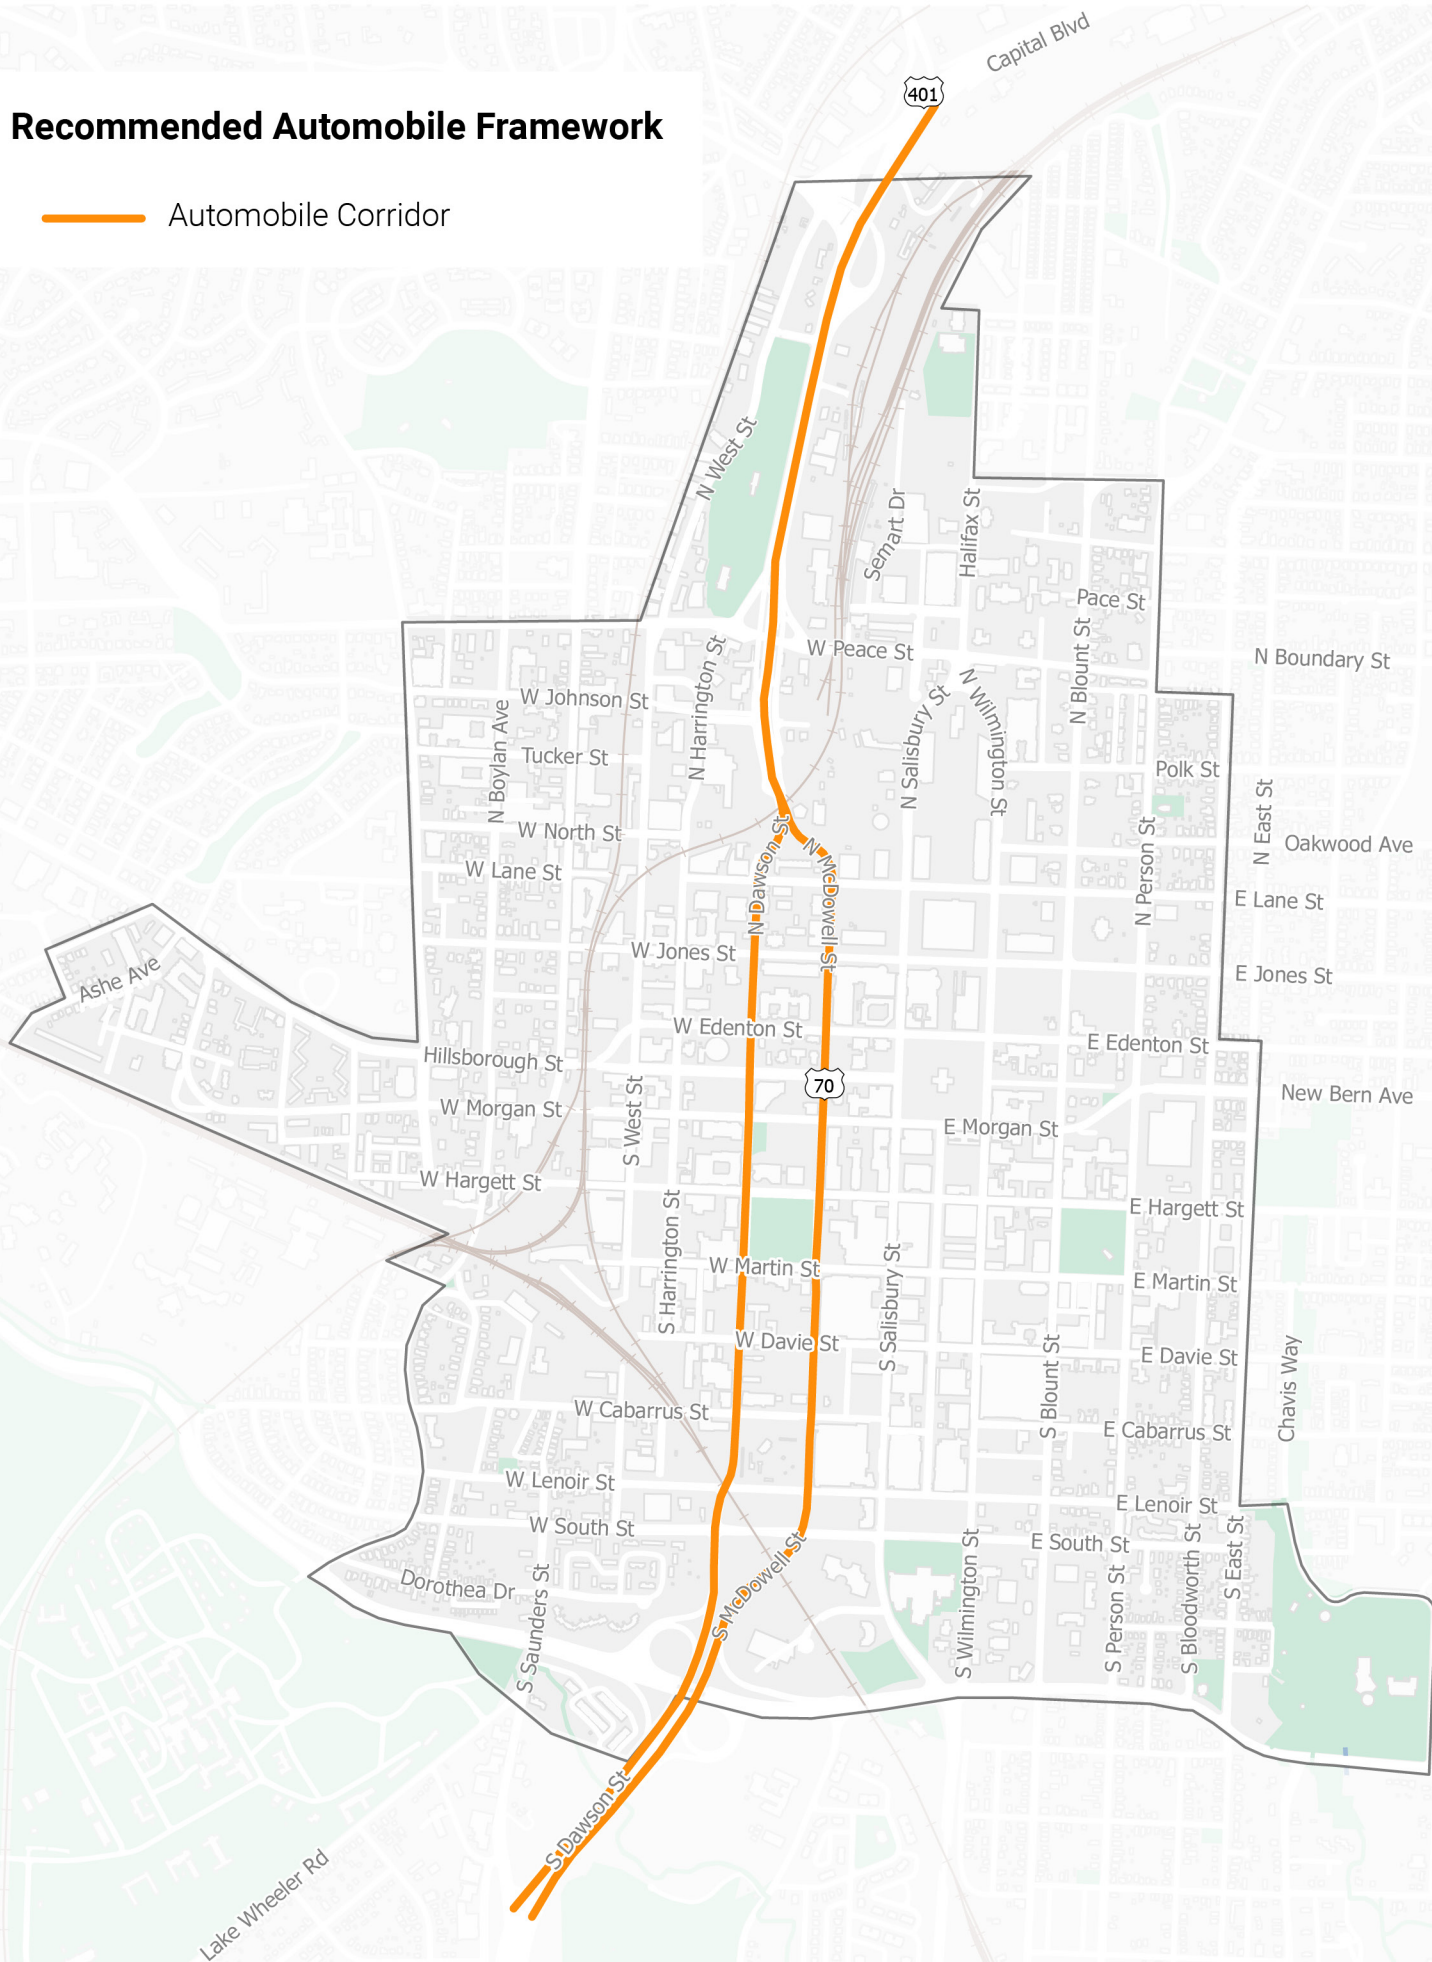 Capital Blvd
401
Recommended Automobile Framework
Automobile Corridor
N West St
Semart Dr
Halifax St
Pace St
N Blount St
W Peace St
N Boundary St
N Harrington St
W Johnson St
N Salisbury St
N Wilmington St
N Boylan Ave
Tucker St
Polk St
N East St
W North St
N Dawson St
N McDowell St
N Person St
Oakwood Ave
W Lane St
E Lane St
W Jones St
E Jones St
Ashe Ave
W Edenton St
E Edenton St
Hillsborough St
70
New Bern Ave
W Morgan St
S West St
E Morgan St
W Hargett St
E Hargett St
S Harrington St
W Martin St
S Salisbury St
E Martin St
W Davie St
E Davie St
S Blount St
Chavis Way
W Cabarrus St
E Cabarrus St
W Lenoir St
E Lenoir St
W South St
E South St
S McDowell St
S Wilmington St
S Person St
S Bloodworth St
S East St
Dorothea Dr
S Saunders St
S Dawson St
Lake Wheeler Rd